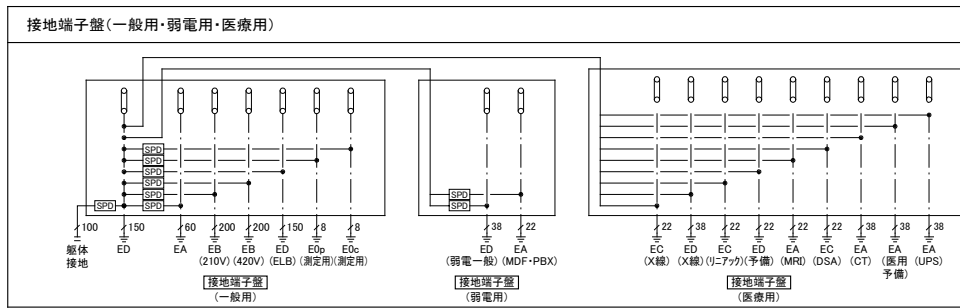 接地端子盤(一般用・弱電用・医療用)
SPD
SPD
SPD
SPD
SPD
SPD
SPD
SPD
SPD
100 150 60 200 200 150 8 8 38 22 22 38 22 22 22 22 38 38 38
躯体 ED EA EB EB ED E0p E0c ED EA EC ED EC ED EA EC EA EA EA
接地 (210V) (420V) (ELB) (測定用) (測定用) (弱電一般) (MDF・PBX) (X線) (X線) (リニアック) (予備) (MRI) (DSA) (CT) (医用 (UPS)
予備)
接地端子盤 接地端子盤 接地端子盤
(一般用) (弱電用) (医療用)